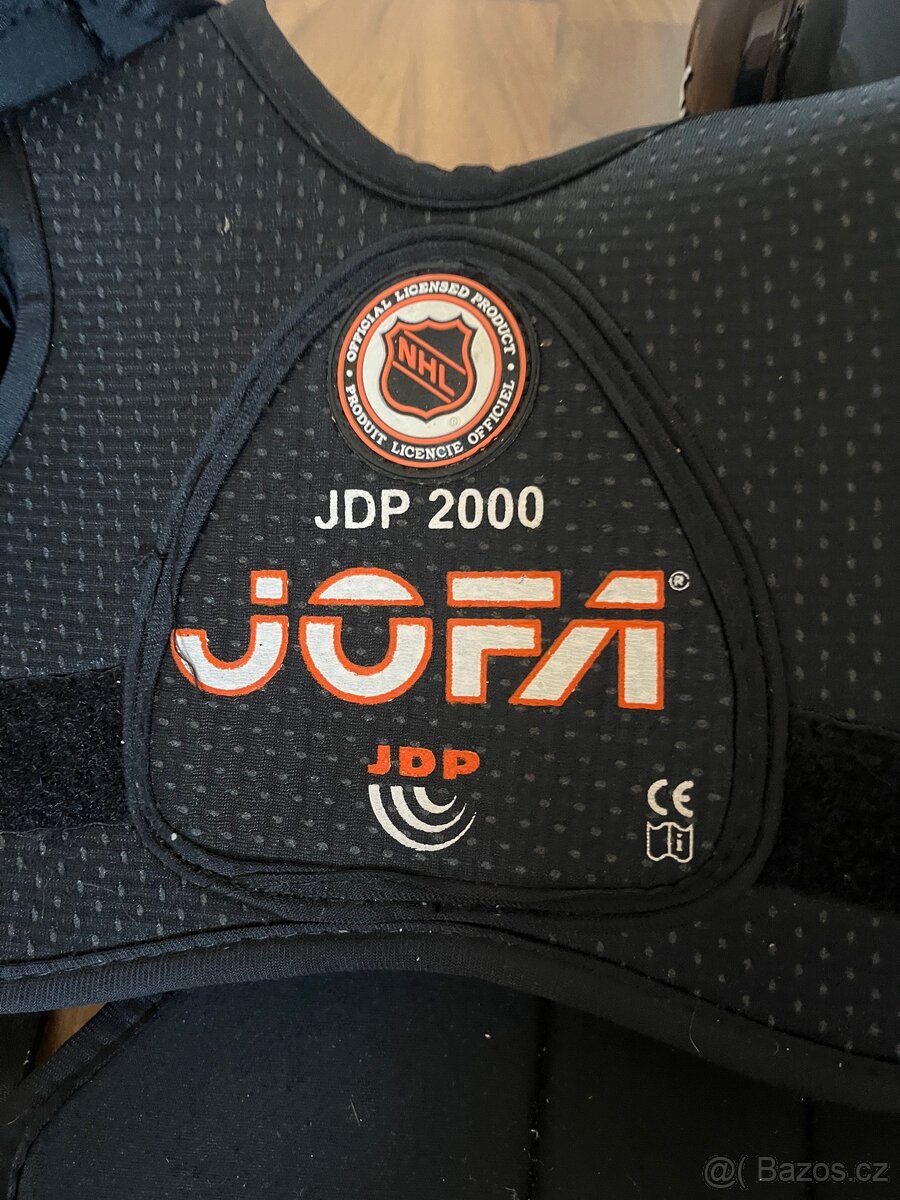 OFFICIAL LICENSED PRODUCT
NHL
PRODUIT LICENCIE OFFICIEL
JDP 2000
JOFA®
JDP
CE
i
@( Bazos.cz